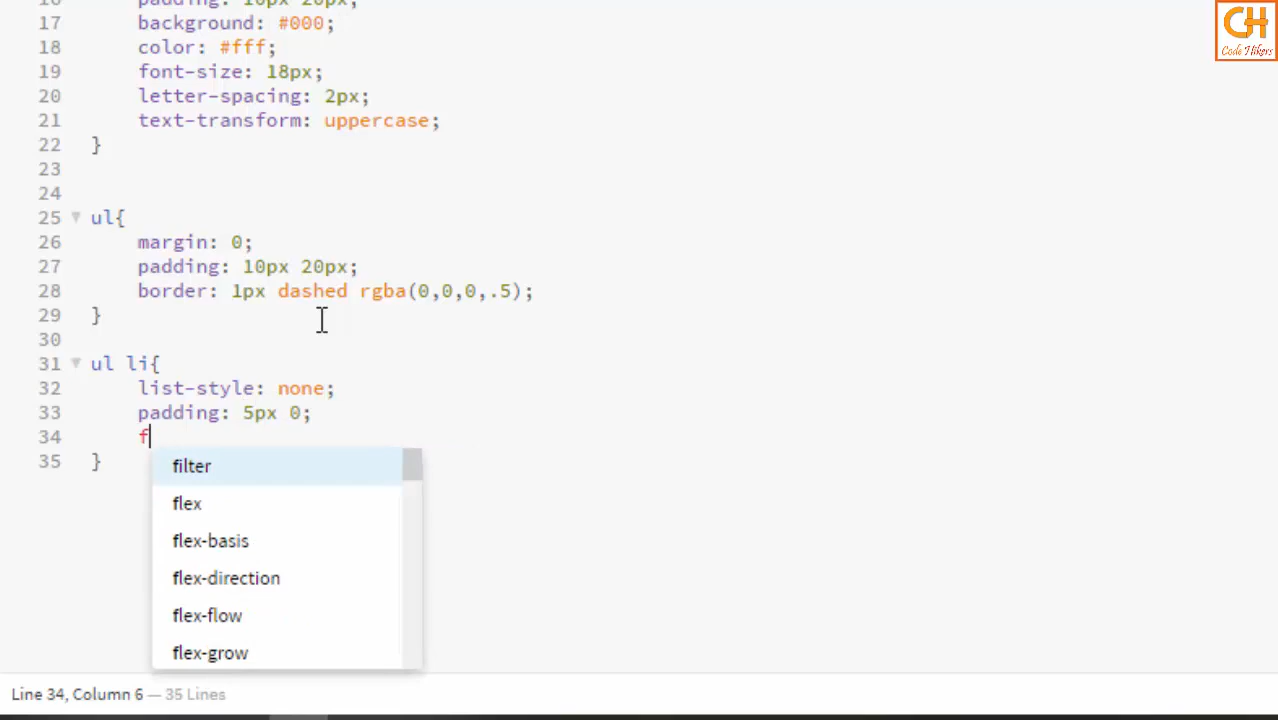 padding: 10px 20px;
17 background: #000;
18 color: #fff;
19 font-size: 18px;
20 letter-spacing: 2px;
21 text-transform: uppercase;
22 }
23
24
25 ul{
26 margin: 0;
27 padding: 10px 20px;
28 border: 1px dashed rgba(0,0,0,.5);
29 }
30
31 ul li{
32 list-style: none;
33 padding: 5px 0;
34 f
35 }
filter
flex
flex-basis
flex-direction
flex-flow
flex-grow
Line 34, Column 6 — 35 Lines
CH
Code Hikers